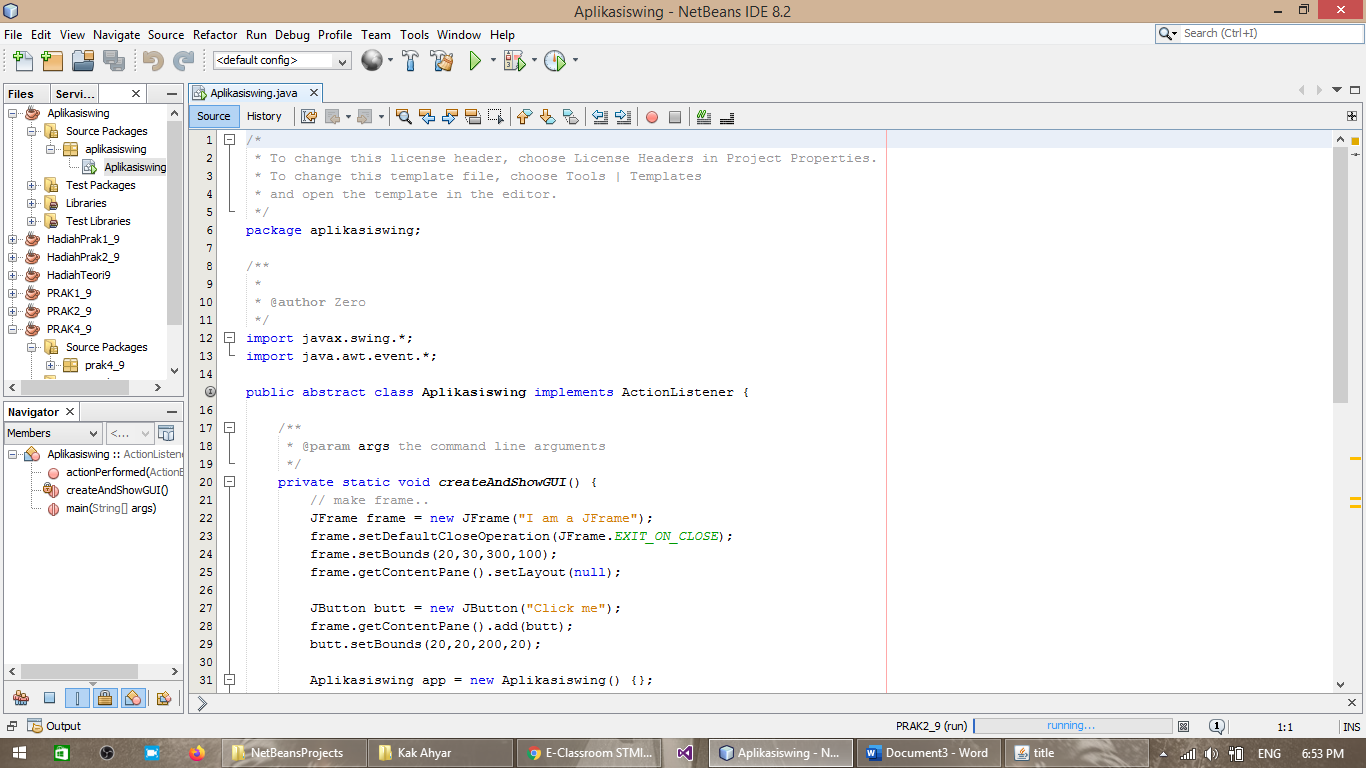 Aplikasiswing - NetBeans IDE 8.2
File Edit View Navigate Source Refactor Run Debug Profile Team Tools Window Help
Search (Ctrl+I)
<default config>
Files Servi...
Aplikasiswing
Source Packages
aplikasiswing
Aplikasiswing
Test Packages
Libraries
Test Libraries
HadiahPrak1_9
HadiahPrak2_9
HadiahTeori9
PRAK1_9
PRAK2_9
PRAK4_9
Source Packages
prak4_9
Navigator
Members <...
Aplikasiswing :: ActionListene
actionPerformed(ActionE
createAndShowGUI()
main(String[] args)
Aplikasiswing.java
Source History
1 /*
2 * To change this license header, choose License Headers in Project Properties.
3 * To change this template file, choose Tools | Templates
4 * and open the template in the editor.
5 */
6 package aplikasiswing;
7
8 /**
9 *
10 * @author Zero
11 */
12 import javax.swing.*;
13 import java.awt.event.*;
14
public abstract class Aplikasiswing implements ActionListener {
16
17 /**
18 * @param args the command line arguments
19 */
20 private static void createAndShowGUI() {
21 // make frame..
22 JFrame frame = new JFrame("I am a JFrame");
23 frame.setDefaultCloseOperation(JFrame.EXIT_ON_CLOSE);
24 frame.setBounds(20,30,300,100);
25 frame.getContentPane().setLayout(null);
26
27 JButton butt = new JButton("Click me");
28 frame.getContentPane().add(butt);
29 butt.setBounds(20,20,200,20);
30
31 Aplikasiswing app = new Aplikasiswing() {};
Output
PRAK2_9 (run) running... 1 1:1 INS
NetBeansProjects Kak Ahyar E-Classroom STMI... Aplikasiswing - N... Document3 - Word title ENG 6:53 PM